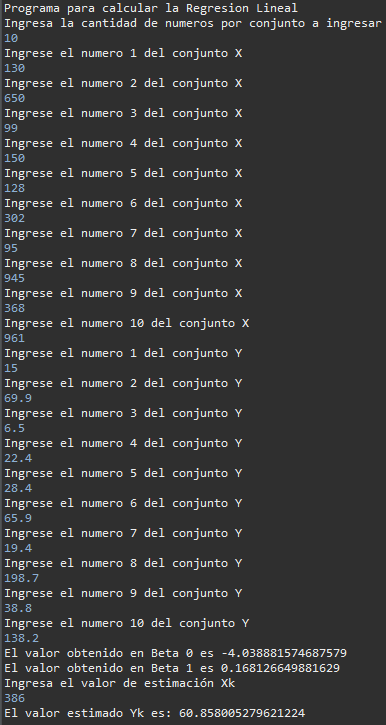 Programa para calcular la Regresion Lineal
Ingresa la cantidad de numeros por conjunto a ingresar
10
Ingrese el numero 1 del conjunto X
130
Ingrese el numero 2 del conjunto X
650
Ingrese el numero 3 del conjunto X
99
Ingrese el numero 4 del conjunto X
150
Ingrese el numero 5 del conjunto X
128
Ingrese el numero 6 del conjunto X
302
Ingrese el numero 7 del conjunto X
95
Ingrese el numero 8 del conjunto X
945
Ingrese el numero 9 del conjunto X
368
Ingrese el numero 10 del conjunto X
961
Ingrese el numero 1 del conjunto Y
15
Ingrese el numero 2 del conjunto Y
69.9
Ingrese el numero 3 del conjunto Y
6.5
Ingrese el numero 4 del conjunto Y
22.4
Ingrese el numero 5 del conjunto Y
28.4
Ingrese el numero 6 del conjunto Y
65.9
Ingrese el numero 7 del conjunto Y
19.4
Ingrese el numero 8 del conjunto Y
198.7
Ingrese el numero 9 del conjunto Y
38.8
Ingrese el numero 10 del conjunto Y
138.2
El valor obtenido en Beta 0 es -4.038881574687579
El valor obtenido en Beta 1 es 0.168126649881629
Ingresa el valor de estimación Xk
386
El valor estimado Yk es: 60.858005279621224